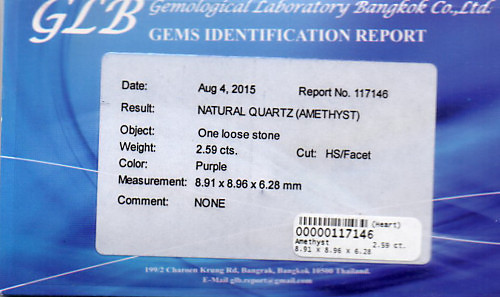 GLB Gemological Laboratory Bangkok Co.,Ltd.
GEMS IDENTIFICATION REPORT
Date: Aug 4, 2015 Report No. 117146
Result: NATURAL QUARTZ (AMETHYST)
Object: One loose stone
Weight: 2.59 cts. Cut: HS/Facet
Color: Purple
Measurement: 8.91 x 8.96 x 6.28 mm
Comment: NONE
(Heart)
00000117146
Amethyst 2.59 ct.
8.91 x 8.96 x 6.28
199/2 Charoen Krung Rd, Bangrak, Bangkok 10500 Thailand.
E-Mail glb.report@gmail.com